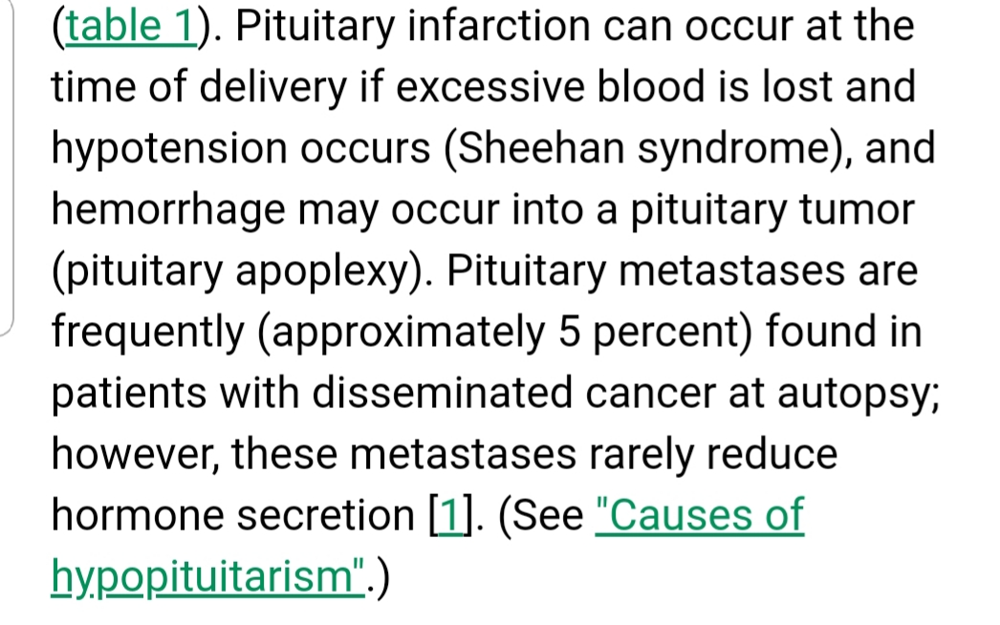 (table 1). Pituitary infarction can occur at the
time of delivery if excessive blood is lost and
hypotension occurs (Sheehan syndrome), and
hemorrhage may occur into a pituitary tumor
(pituitary apoplexy). Pituitary metastases are
frequently (approximately 5 percent) found in
patients with disseminated cancer at autopsy;
however, these metastases rarely reduce
hormone secretion [1]. (See "Causes of
hypopituitarism".)